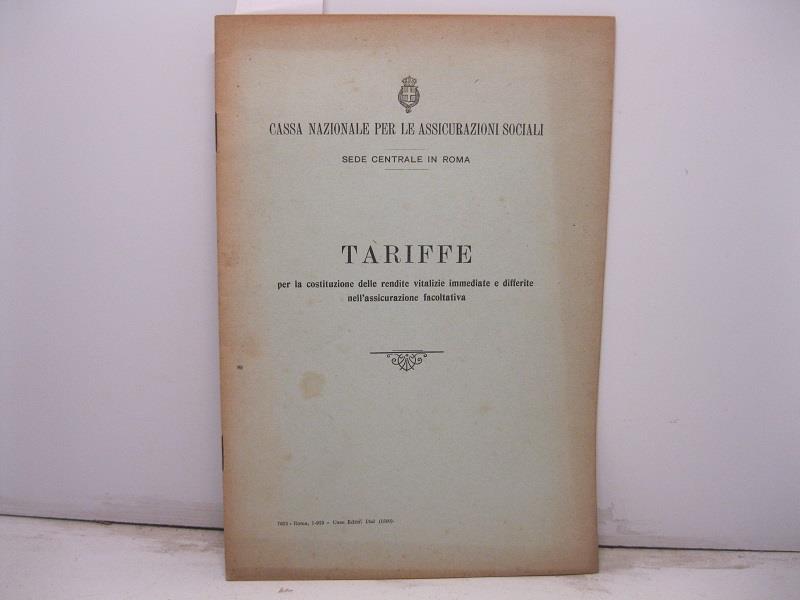 CASSA NAZIONALE PER LE ASSICURAZIONI SOCIALI
SEDE CENTRALE IN ROMA
TARIFFE
per la costituzione delle rendite vitalizie immediate e differite
nell'assicurazione facoltativa
Roma,